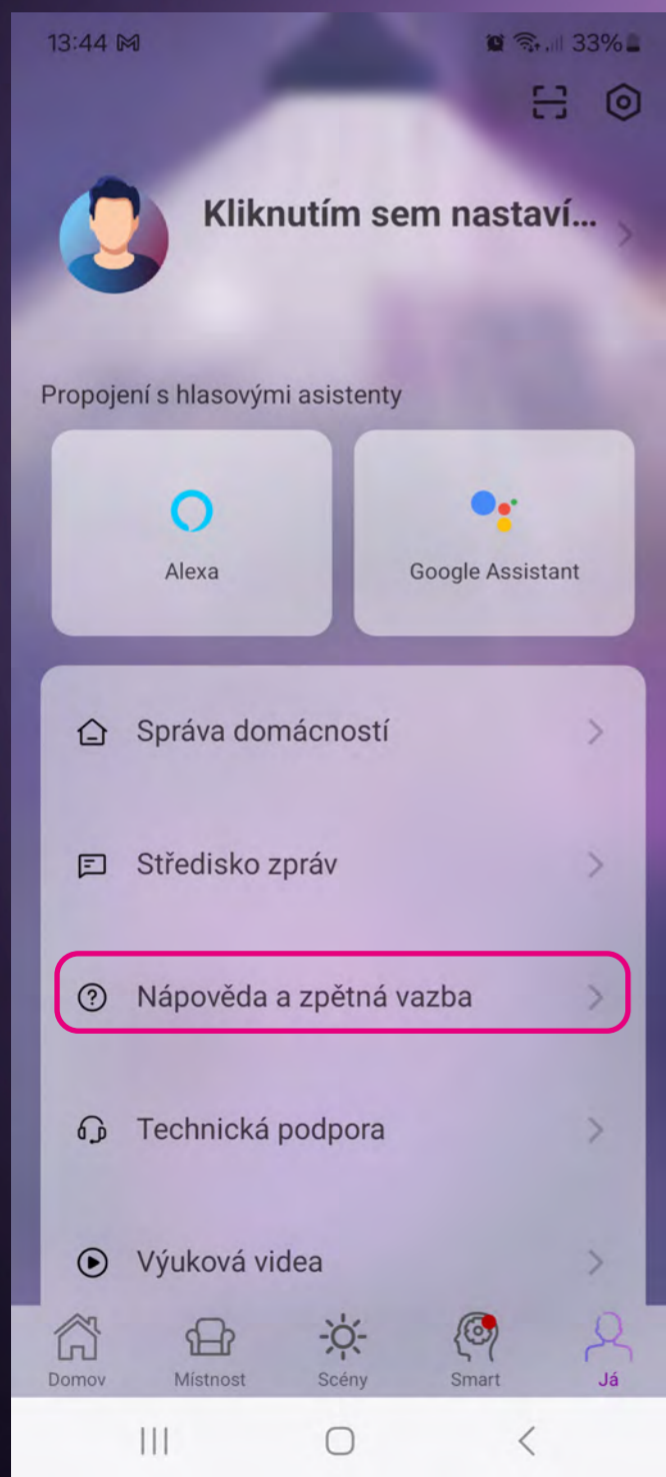 13:44
33%
Kliknutím sem nastaví...
Propojení s hlasovými asistenty
Alexa
Google Assistant
Správa domácností
Středisko zpráv
Nápověda a zpětná vazba
Technická podpora
Výuková videa
Domov
Místnost
Scény
Smart
Já